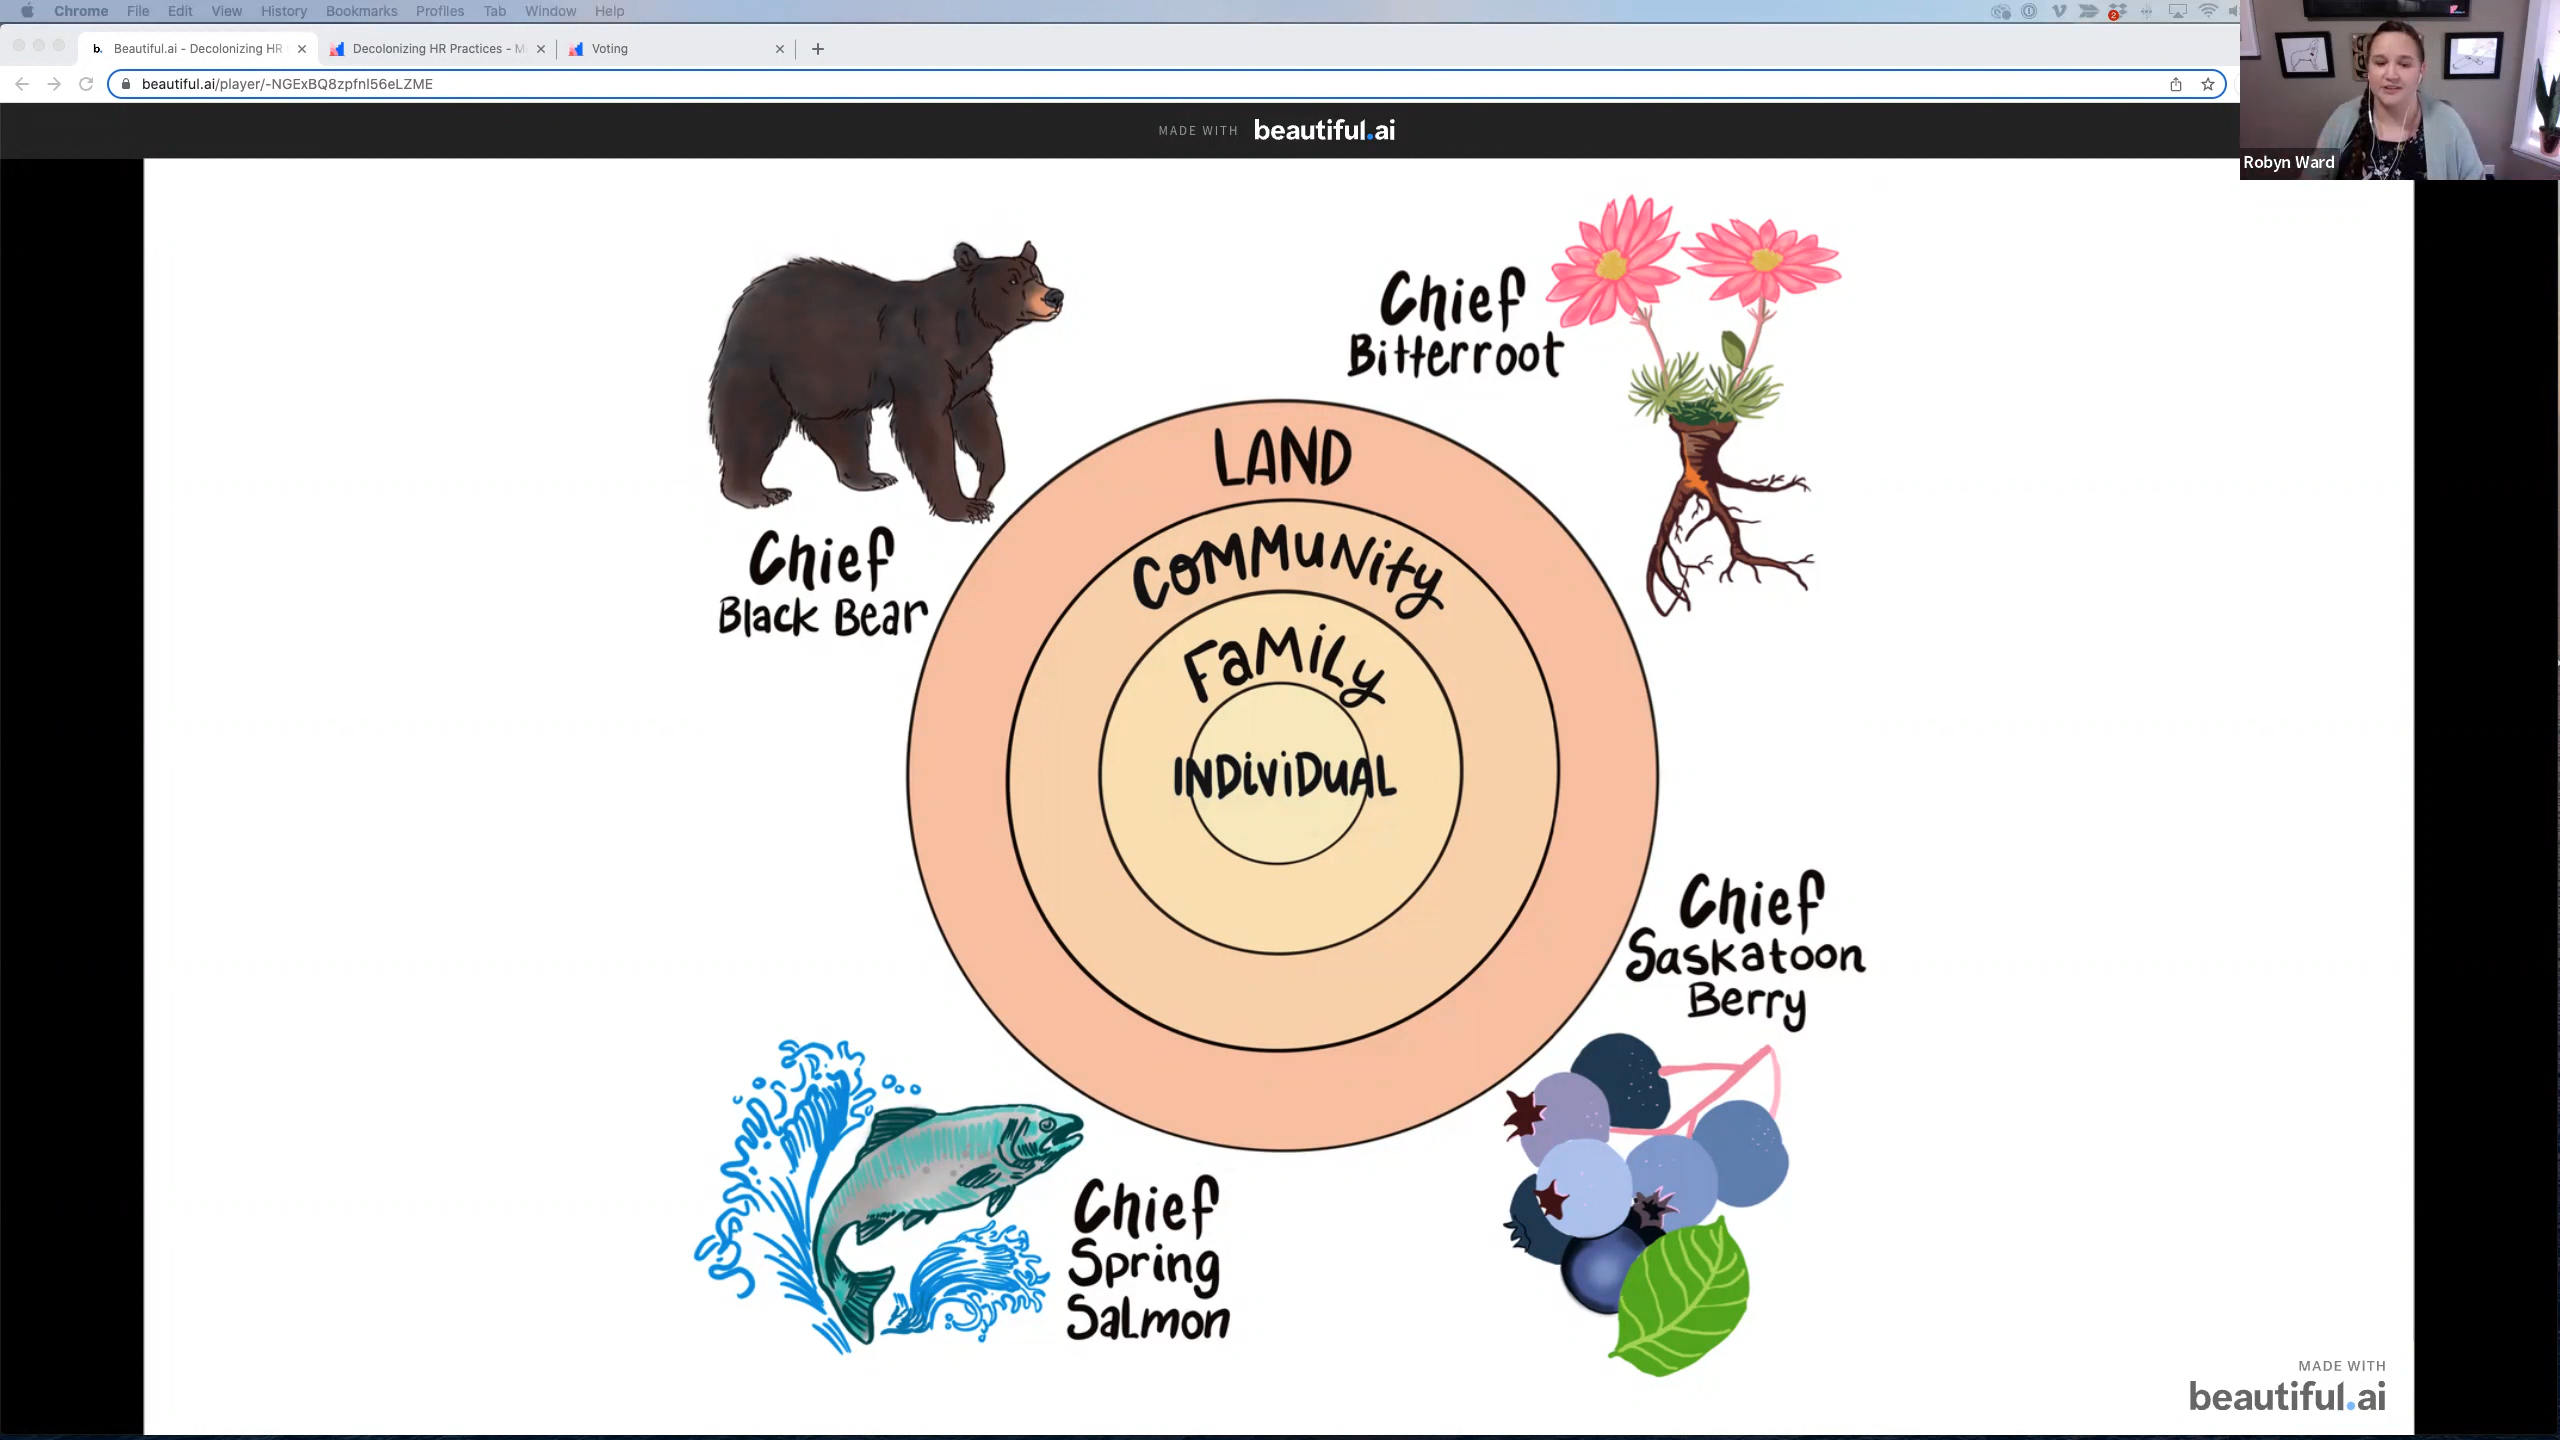 Chrome File Edit View History Bookmarks Profiles Tab Window Help
2
b. Beautiful.ai - Decolonizing HR
Decolonizing HR Practices - M
Voting
beautiful.ai/player/-NGExBQ8zpfnl56eLZME
MADE WITH beautiful.ai
Robyn Ward
Chief
Bitterroot
LAND
Chief
Black Bear
COMMUNity
FaMiLy
INDiViDUAL
Chief
Saskatoon
Berry
Chief
Spring
Salmon
MADE WITH
beautiful.ai